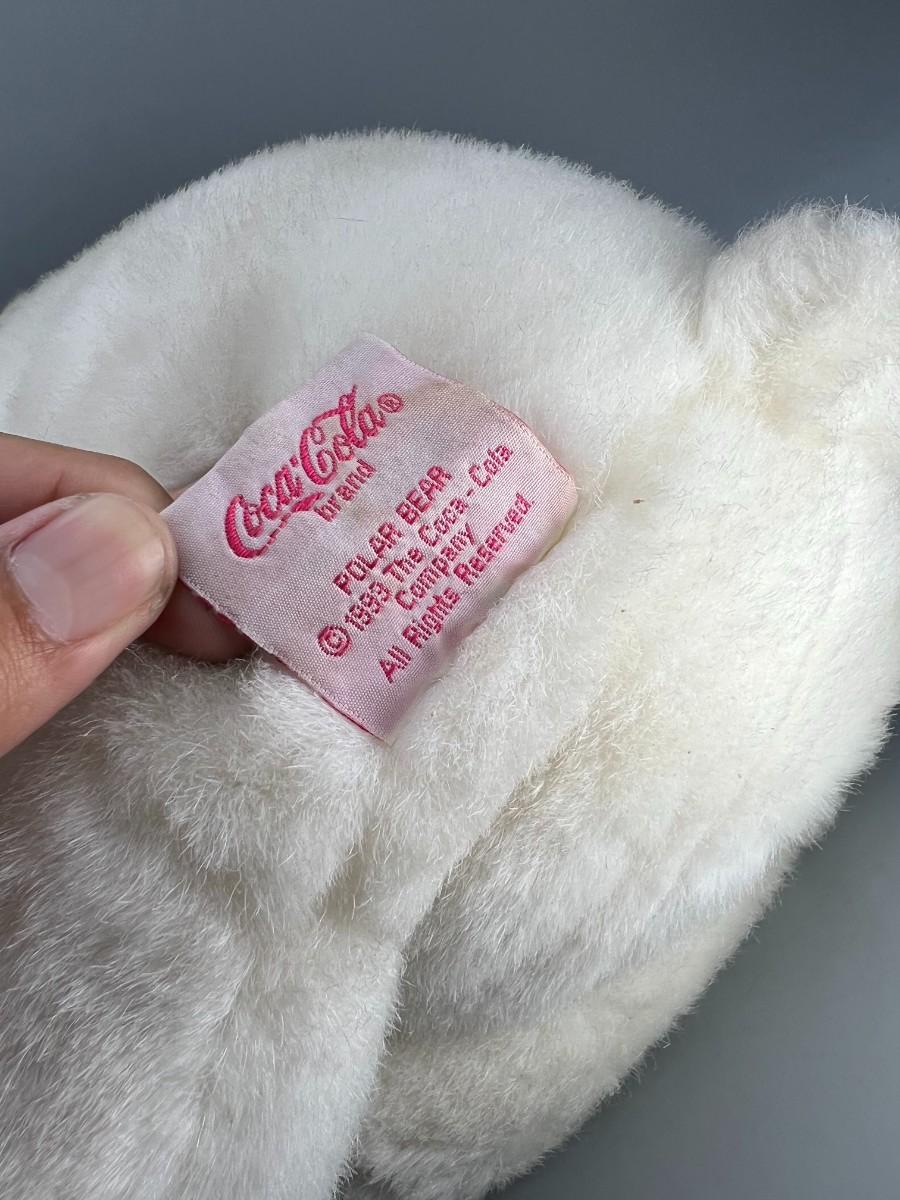 Coca-Cola®
brand
POLAR BEAR
© 1993 The Coca-Cola
Company
All Rights Reserved